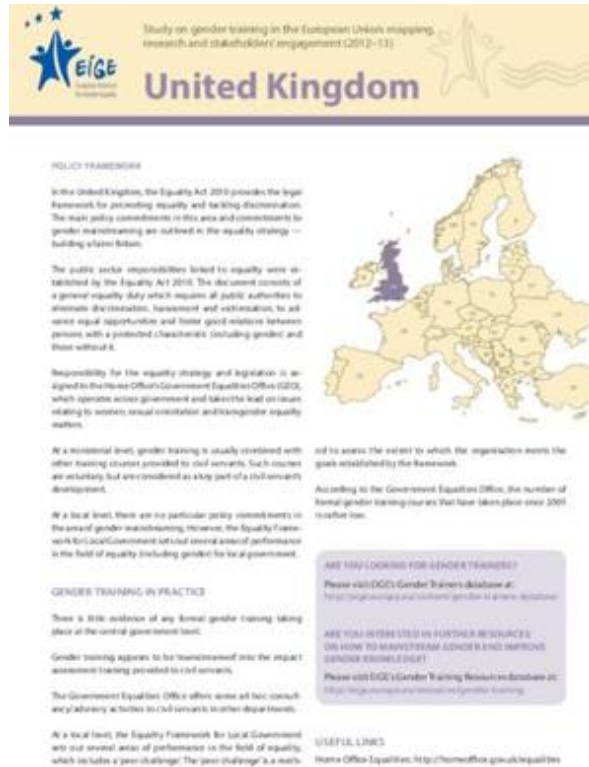 Study on gender training in the European Union: mapping,
research and stakeholders' engagement (2012–13)
EIGE
United Kingdom
POLICY FRAMEWORK
In the United Kingdom, the Equality Act 2010 provides the legal
framework for promoting equality and tackling discrimination.
The main policy commitments in this area and commitments to
gender mainstreaming are outlined in the equality strategy —
building a fairer Britain.
The public sector responsibilities linked to equality were es-
tablished by the Equality Act 2010. The document consists of
a general equality duty which requires all public authorities to
eliminate discrimination, harassment and victimisation, to ad-
vance equal opportunities and foster good relations between
persons with a protected characteristic (including gender) and
those without it.
Responsibility for the equality strategy and legislation is as-
signed to the Home Office's Government Equalities Office (GEO),
which operates across government and takes the lead on issues
relating to women, sexual orientation and transgender equality
matters.
At a ministerial level, gender training is usually combined with
other training courses provided to civil servants. Such courses
are voluntary, but are considered as a key part of a civil servant's
development.
At a local level, there are no particular policy commitments in
the area of gender mainstreaming. However, the Equality Frame-
work for Local Government sets out several areas of performance
in the field of equality (including gender) for local government.
GENDER TRAINING IN PRACTICE
There is little evidence of any formal gender training taking
place at the central government level.
Gender training appears to be 'mainstreamed' into the impact
assessment training provided to civil servants.
The Government Equalities Office offers some ad hoc consult-
ancy/advisory activities to civil servants in other departments.
At a local level, the Equality Framework for Local Government
sets out several areas of performance in the field of equality,
which includes a 'peer challenge'. The 'peer challenge' is a meth-
od to assess the extent to which the organisation meets the
goals established by the framework.
According to the Government Equalities Office, the number of
formal gender training courses that have taken place since 2005
is rather low.
ARE YOU LOOKING FOR GENDER TRAINERS?
Please visit EIGE's Gender Trainers database at:
ARE YOU INTERESTED IN FURTHER RESOURCES
ON HOW TO MAINSTREAM GENDER AND IMPROVE
GENDER KNOWLEDGE?
Please visit EIGE's Gender Training Resources database at:
USEFUL LINKS
Home Office Equalities: http://homeoffice.gov.uk/equalities